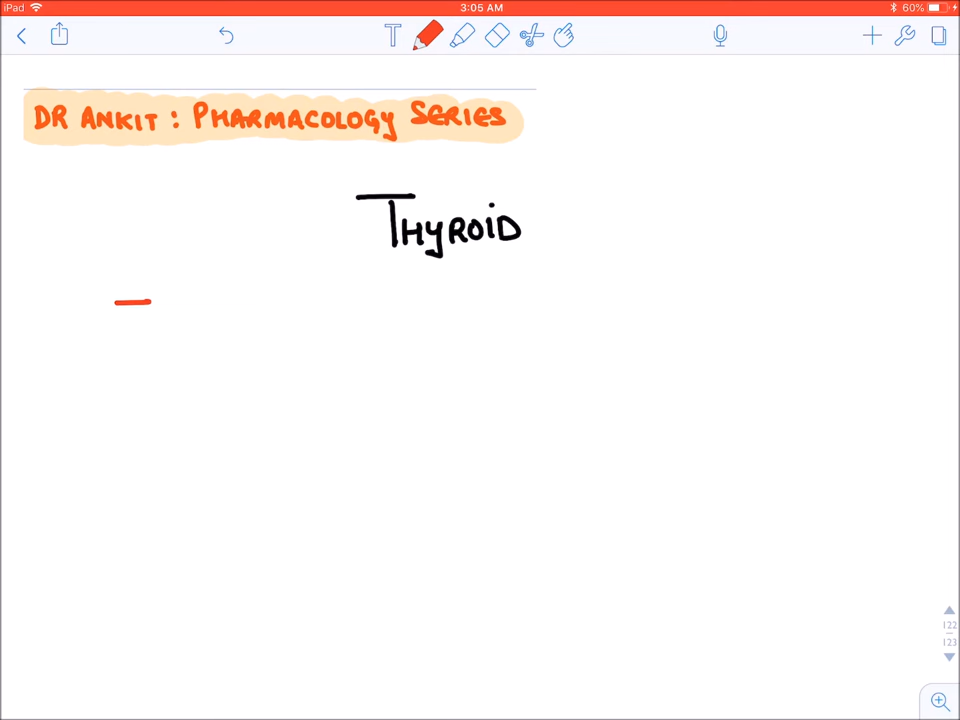 iPad 3:05 AM 60%
T
DR ANKIT : PHARMACOLOGY SERIES
THYROID
122
123